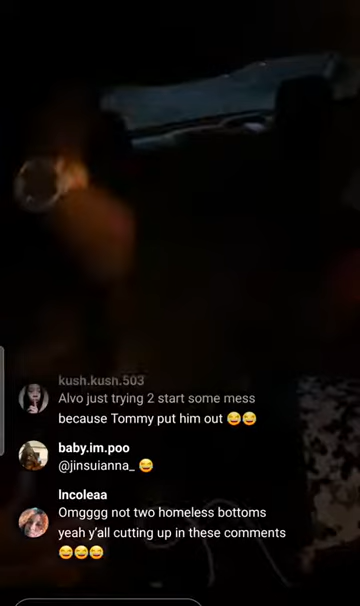 kush.kush.503
Alvo just trying 2 start some mess
because Tommy put him out 😂😅
baby.im.poo
@jinsuianna_ 😅
Incoleaa
Omgggg not two homeless bottoms
yeah y'all cutting up in these comments
😂😂😂